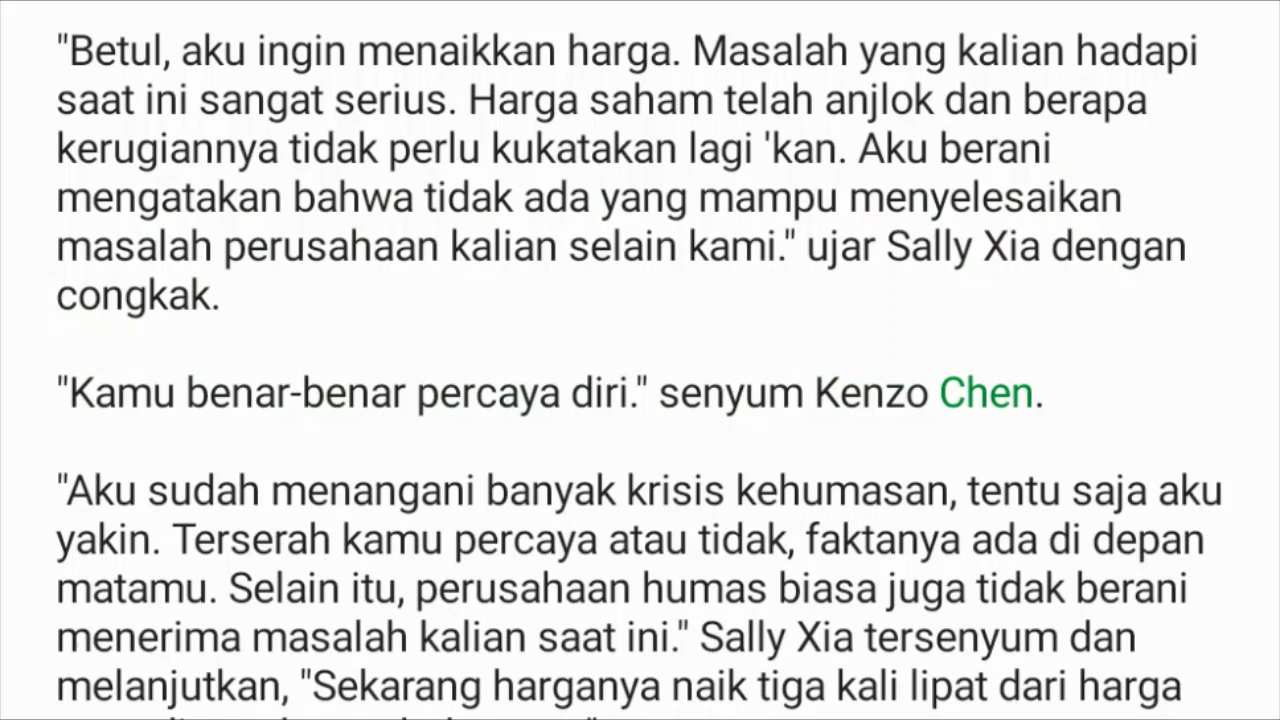 "Betul, aku ingin menaikkan harga. Masalah yang kalian hadapi
saat ini sangat serius. Harga saham telah anjlok dan berapa
kerugiannya tidak perlu kukatakan lagi 'kan. Aku berani
mengatakan bahwa tidak ada yang mampu menyelesaikan
masalah perusahaan kalian selain kami." ujar Sally Xia dengan
congkak.
"Kamu benar-benar percaya diri." senyum Kenzo Chen.
"Aku sudah menangani banyak krisis kehumasan, tentu saja aku
yakin. Terserah kamu percaya atau tidak, faktanya ada di depan
matamu. Selain itu, perusahaan humas biasa juga tidak berani
menerima masalah kalian saat ini." Sally Xia tersenyum dan
melanjutkan, "Sekarang harganya naik tiga kali lipat dari harga